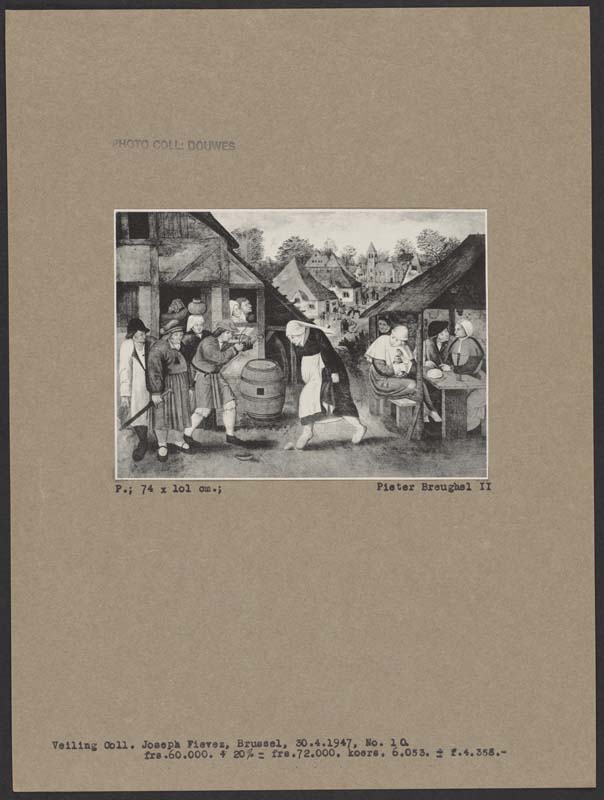 PHOTO COLL: DOUWES
P.; 74 x 101 cm.; Pieter Breughel II
Veiling Coll. Joseph Fievez, Brussel, 30.4.1947, No. 10.
frs.60.000. + 20% = frs.72.000. koers. 6.053. ± f.4.358.-